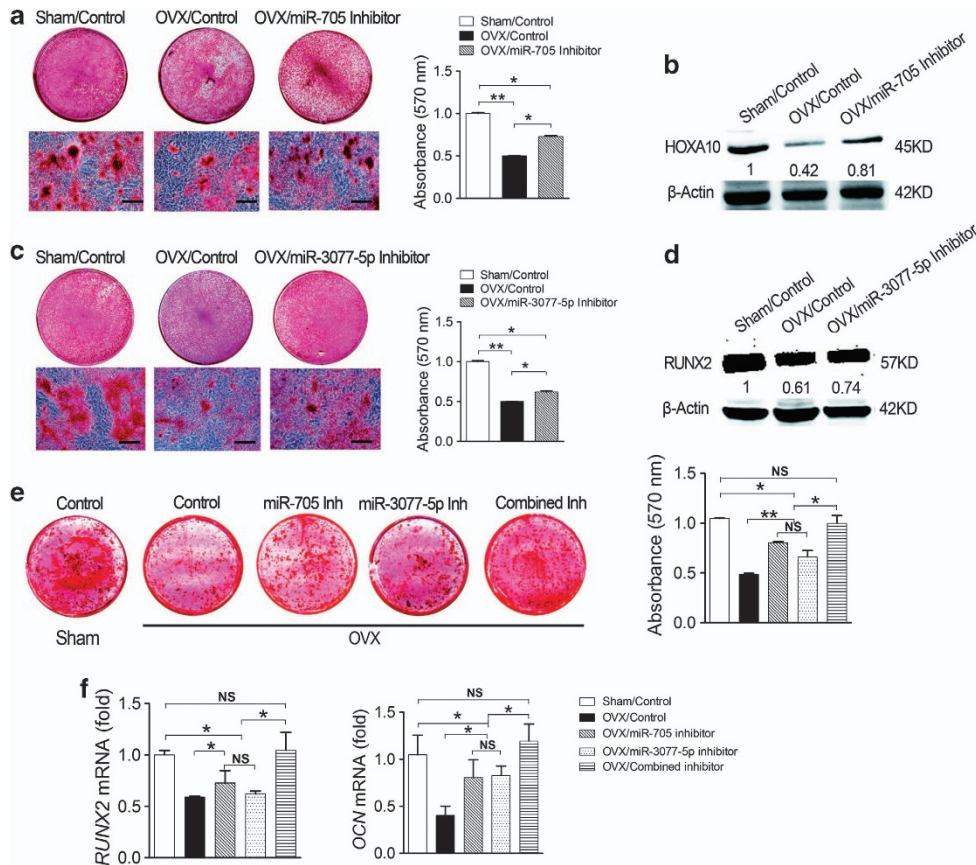 a
Sham/Control OVX/Control OVX/miR-705 Inhibitor
Sham/Control
OVX/Control
OVX/miR-705 Inhibitor
Absorbance (570 nm)
1.5
1.0
0.5
0.0
*
**
*
b
Sham/Control
OVX/Control
OVX/miR-705 Inhibitor
HOXA10 45KD
1 0.42 0.81
β-Actin 42KD
c
Sham/Control OVX/Control OVX/miR-3077-5p Inhibitor
Sham/Control
OVX/Control
OVX/miR-3077-5p Inhibitor
Absorbance (570 nm)
1.5
1.0
0.5
0.0
*
**
*
d
Sham/Control
OVX/Control
OVX/miR-3077-5p Inhibitor
RUNX2 57KD
1 0.61 0.74
β-Actin 42KD
e
Control Control miR-705 Inh miR-3077-5p Inh Combined Inh
Sham OVX
Absorbance (570 nm)
1.5
1.0
0.5
0.0
NS
*
*
**
NS
f
RUNX2 mRNA (fold)
1.5
1.0
0.5
0.0
NS
*
*
*
NS
OCN mRNA (fold)
1.5
1.0
0.5
0.0
NS
*
*
*
NS
Sham/Control
OVX/Control
OVX/miR-705 inhibitor
OVX/miR-3077-5p inhibitor
OVX/Combined inhibitor